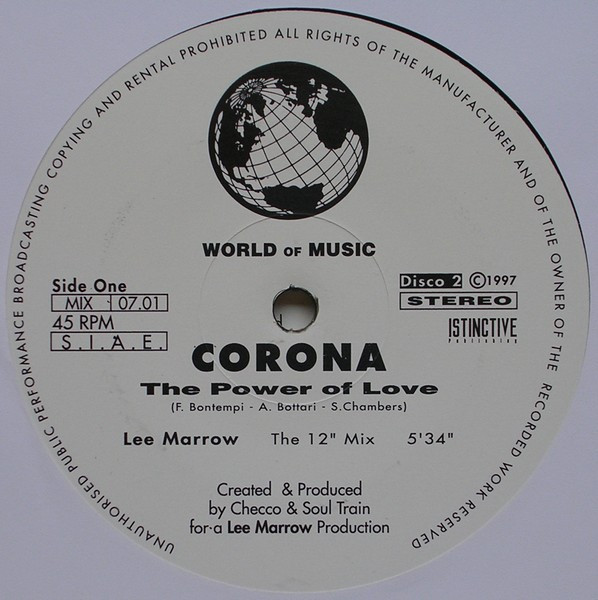 UNAUTHORISED PUBLIC PERFORMANCE BROADCASTING COPYING AND RENTAL PROHIBITED ALL RIGHTS OF THE MANUFACTURER AND OF THE OWNER OF THE RECORDED WORK RESERVED
WORLD OF MUSIC
Side One
MIX 107.01
45 RPM
S.I.A.E.
Disco 2 ©1997
STEREO
ISTINCTIVE
Publishing
CORONA
The Power of Love
(F. Bontempi - A. Bottari - S.Chambers)
Lee Marrow The 12" Mix 5'34"
Created & Produced
by Checco & Soul Train
for a Lee Marrow Production